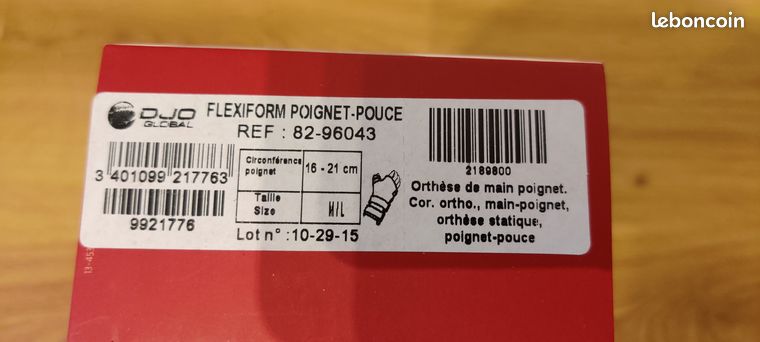 leboncoin
DJO
GLOBAL
FLEXIFORM POIGNET-POUCE
REF : 82-96043
3 401099 217763
9921776
Circonférence
poignet
16 - 21 cm
Taille
Size
M/L
Lot n° :10-29-15
2189800
Orthèse de main poignet.
Cor. ortho., main-poignet,
orthèse statique,
poignet-pouce